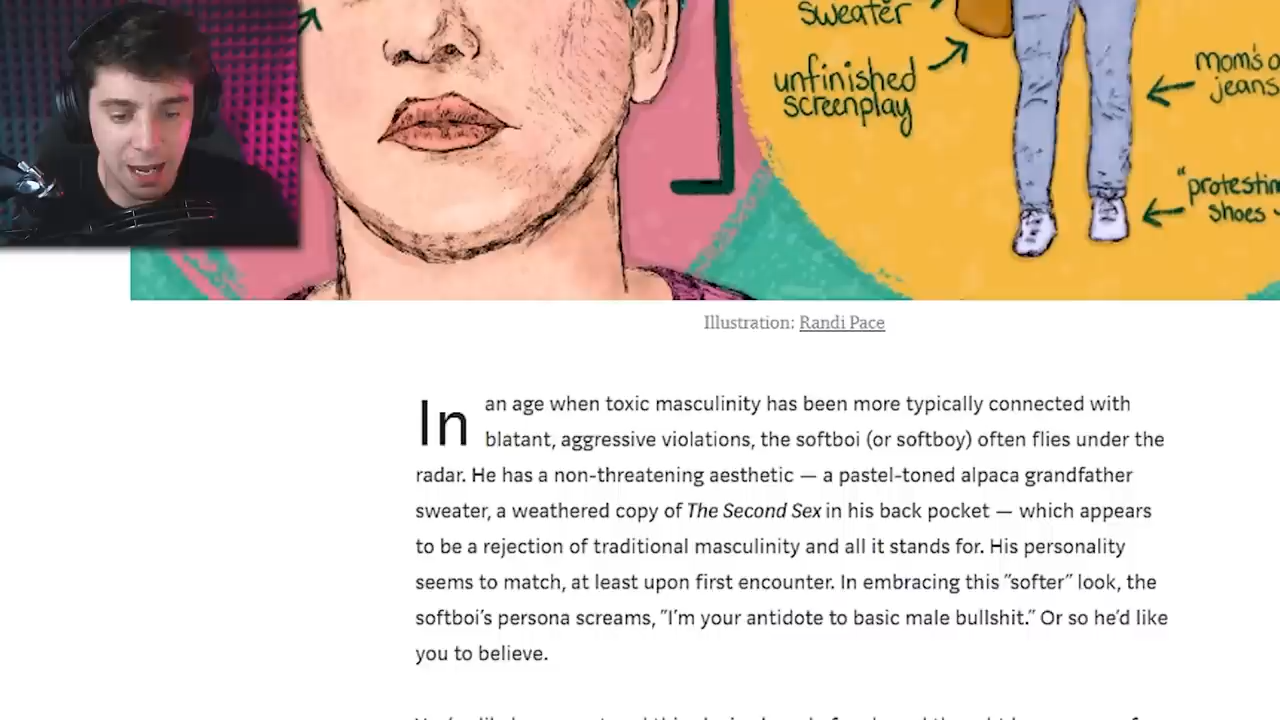 sweater
unfinished
screenplay
mom's
jeans
shoes
Illustration: Randi Pace
In an age when toxic masculinity has been more typically connected with
blatant, aggressive violations, the softboi (or softboy) often flies under the
radar. He has a non-threatening aesthetic — a pastel-toned alpaca grandfather
sweater, a weathered copy of The Second Sex in his back pocket — which appears
to be a rejection of traditional masculinity and all it stands for. His personality
seems to match, at least upon first encounter. In embracing this "softer" look, the
softboi's persona screams, "I'm your antidote to basic male bullshit." Or so he'd like
you to believe.